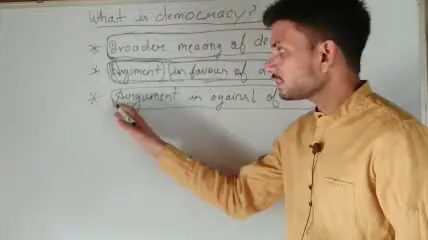 What is democracy?
* Broader meaning of de
* Argument in favour of
* Argument in against of